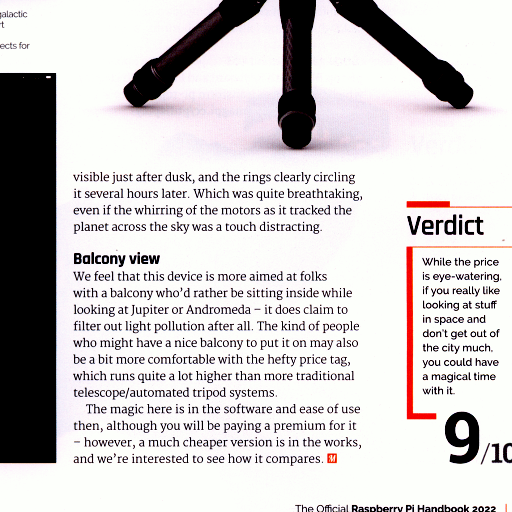 galactic
rt
ects for
visible just after dusk, and the rings clearly circling
it several hours later. Which was quite breathtaking,
even if the whirring of the motors as it tracked the
planet across the sky was a touch distracting.
Balcony view
We feel that this device is more aimed at folks
with a balcony who'd rather be sitting inside while
looking at Jupiter or Andromeda – it does claim to
filter out light pollution after all. The kind of people
who might have a nice balcony to put it on may also
be a bit more comfortable with the hefty price tag,
which runs quite a lot higher than more traditional
telescope/automated tripod systems.
The magic here is in the software and ease of use
then, although you will be paying a premium for it
– however, a much cheaper version is in the works,
and we're interested to see how it compares.
Verdict
While the price
is eye-watering,
if you really like
looking at stuff
in space and
don't get out of
the city much,
you could have
a magical time
with it.
9/10
The Official Raspberry Pi Handbook 2022 |